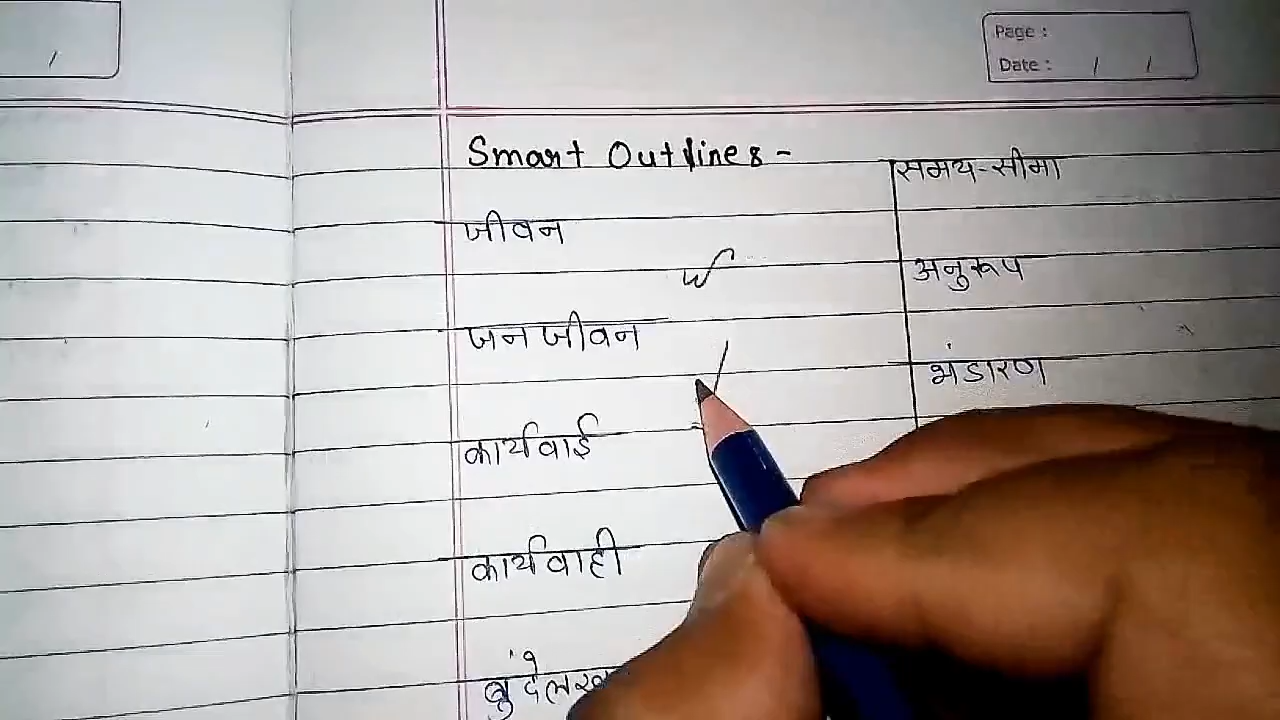 Page :
Date : / /
/
Smart Outlines -
जीवन
जनजीवन
कार्यवाई
कार्यवाही
समय-सीमा
अनुरूप
भंडारण